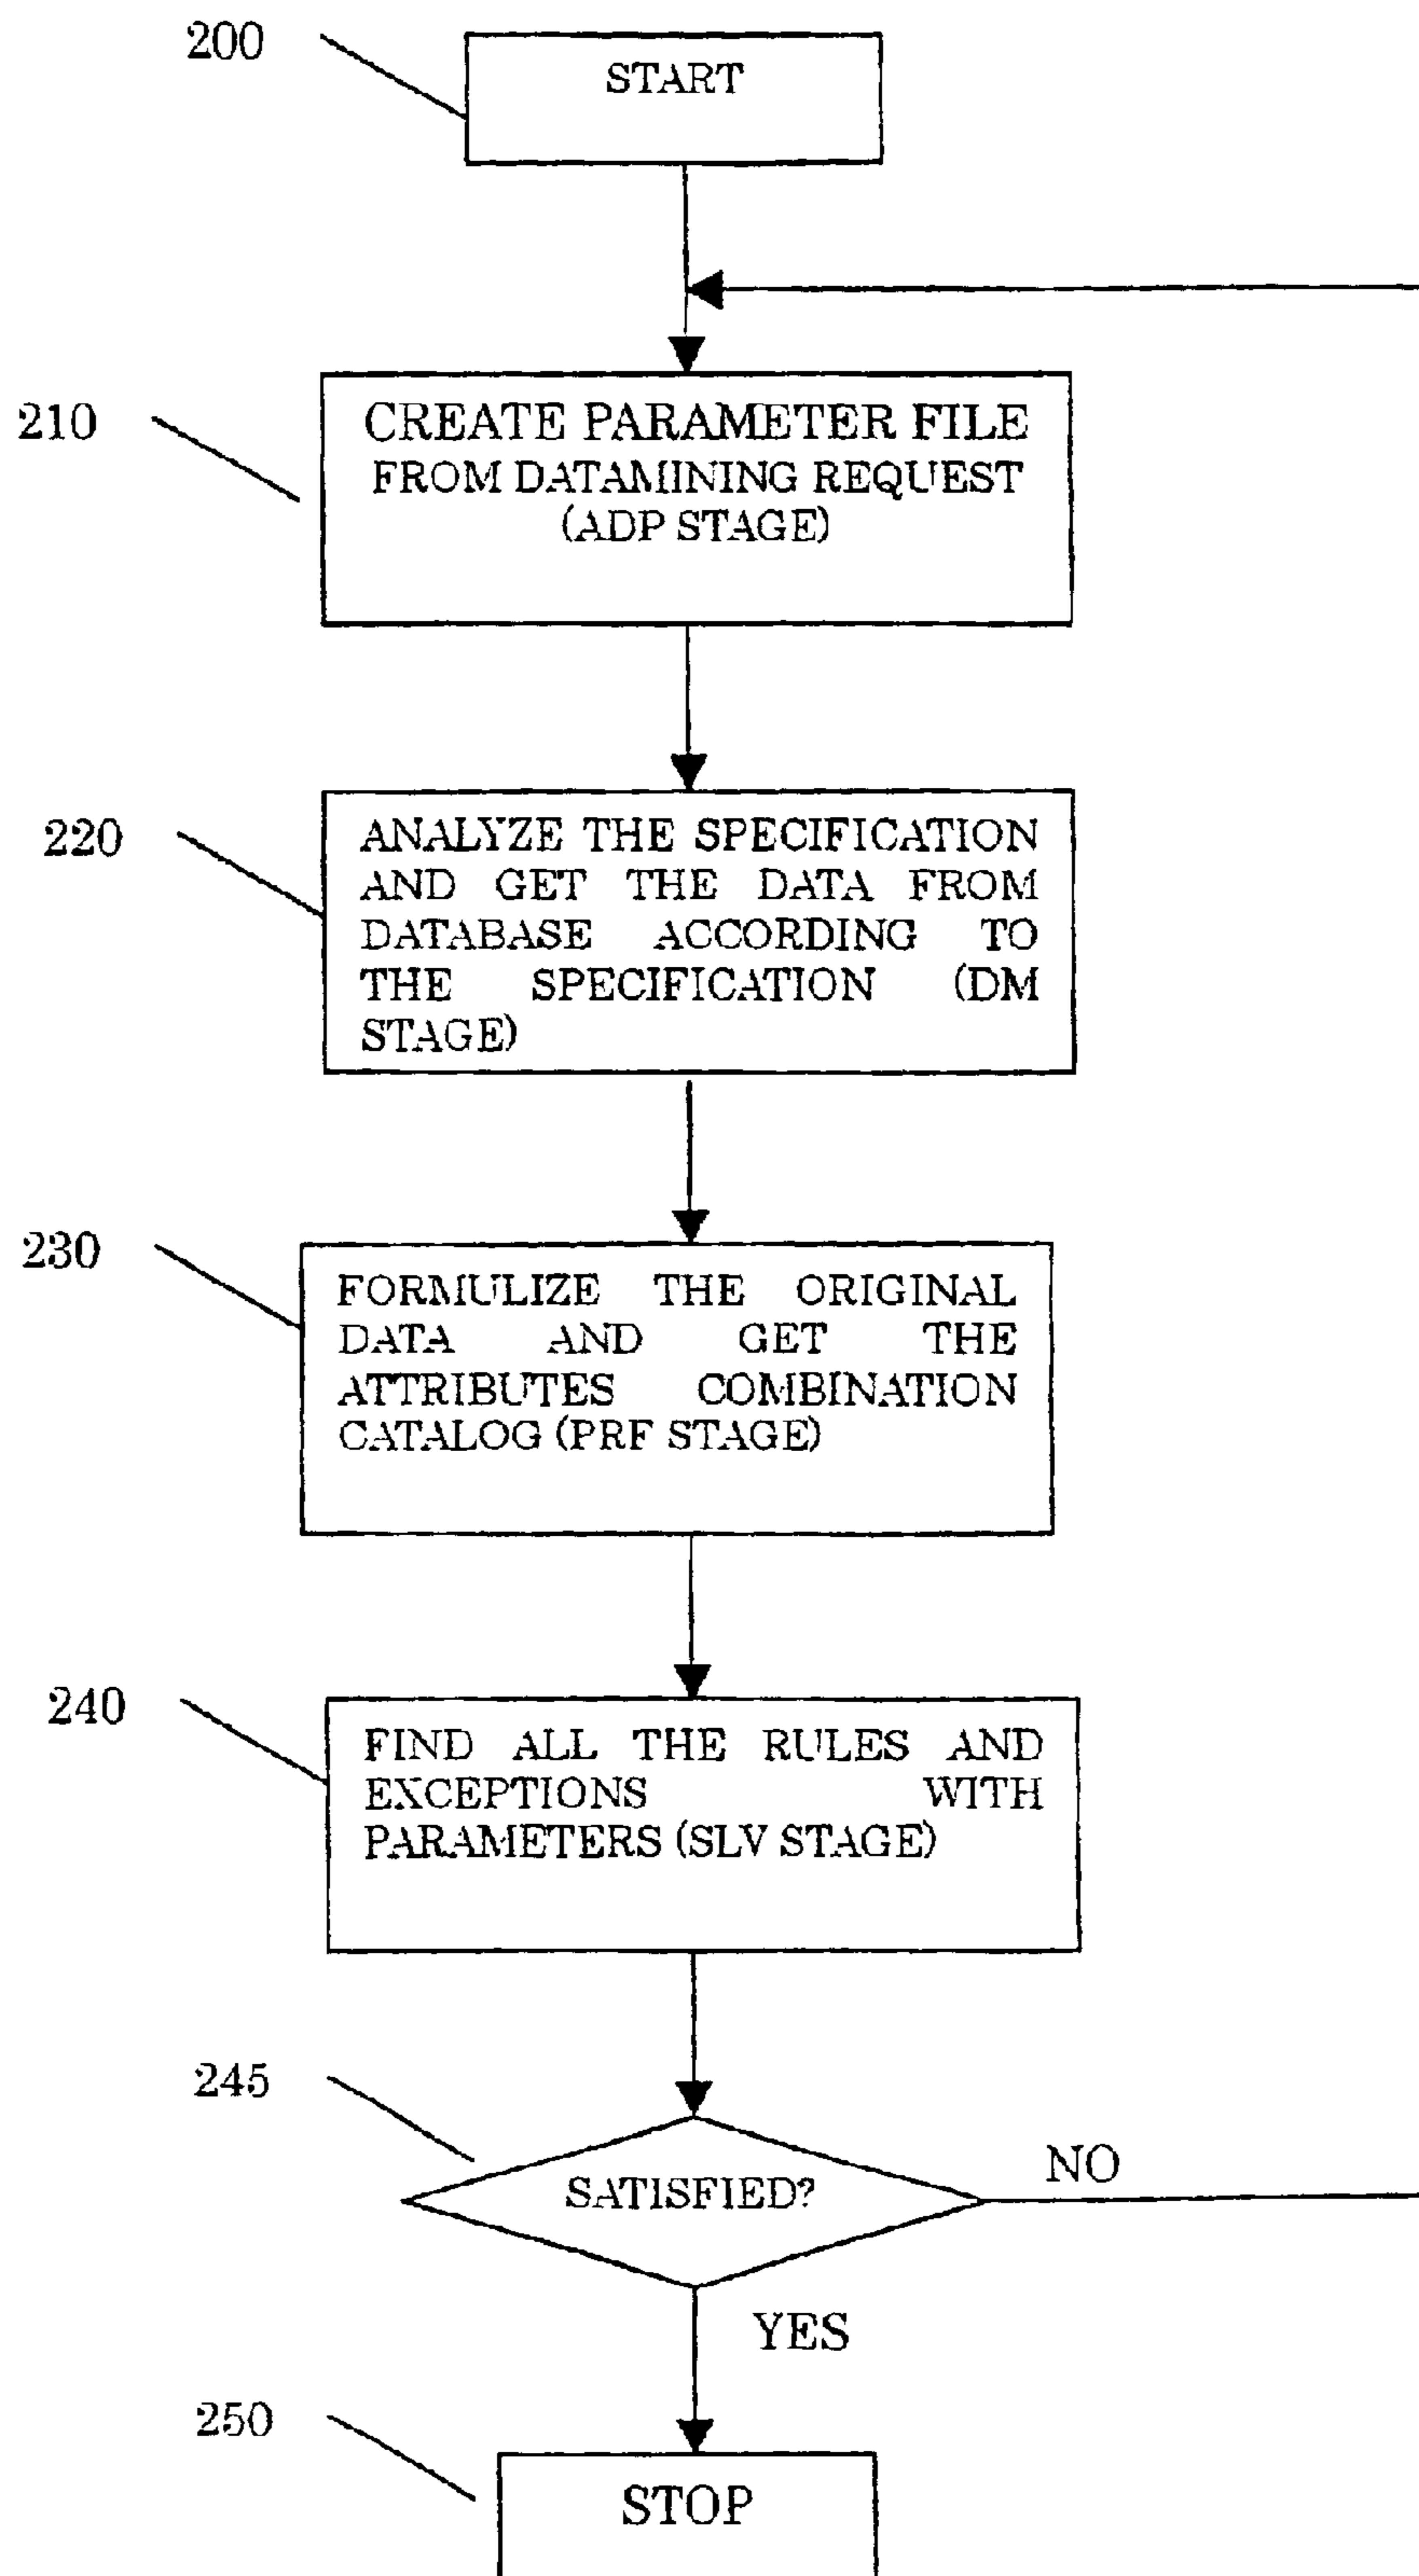 200
START
210
CREATE PARAMETER FILE
FROM DATAMINING REQUEST
(ADP STAGE)
220
ANALYZE THE SPECIFICATION
AND GET THE DATA FROM
DATABASE ACCORDING TO
THE SPECIFICATION (DM
STAGE)
230
FORMULIZE THE ORIGINAL
DATA AND GET THE
ATTRIBUTES COMBINATION
CATALOG (PRF STAGE)
240
FIND ALL THE RULES AND
EXCEPTIONS WITH
PARAMETERS (SLV STAGE)
245
SATISFIED?
NO
YES
250
STOP